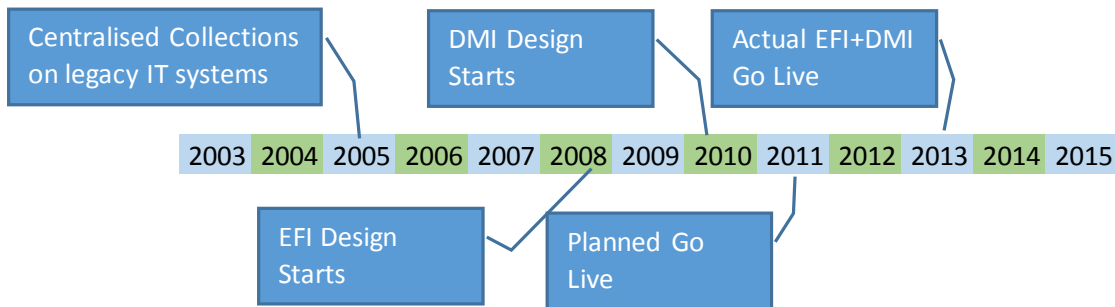 Centralised Collections
on legacy IT systems
DMI Design
Starts
Actual EFI+DMI
Go Live
2003 2004 2005 2006 2007 2008 2009 2010 2011 2012 2013 2014 2015
EFI Design
Starts
Planned Go
Live